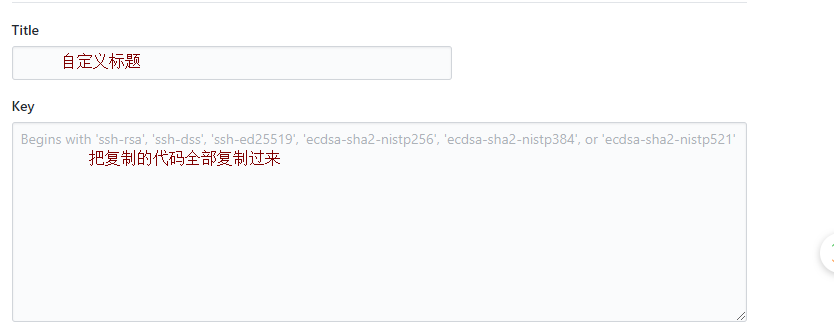 Title
自定义标题
Key
Begins with 'ssh-rsa', 'ssh-dss', 'ssh-ed25519', 'ecdsa-sha2-nistp256', 'ecdsa-sha2-nistp384', or 'ecdsa-sha2-nistp521'
把复制的代码全部复制过来